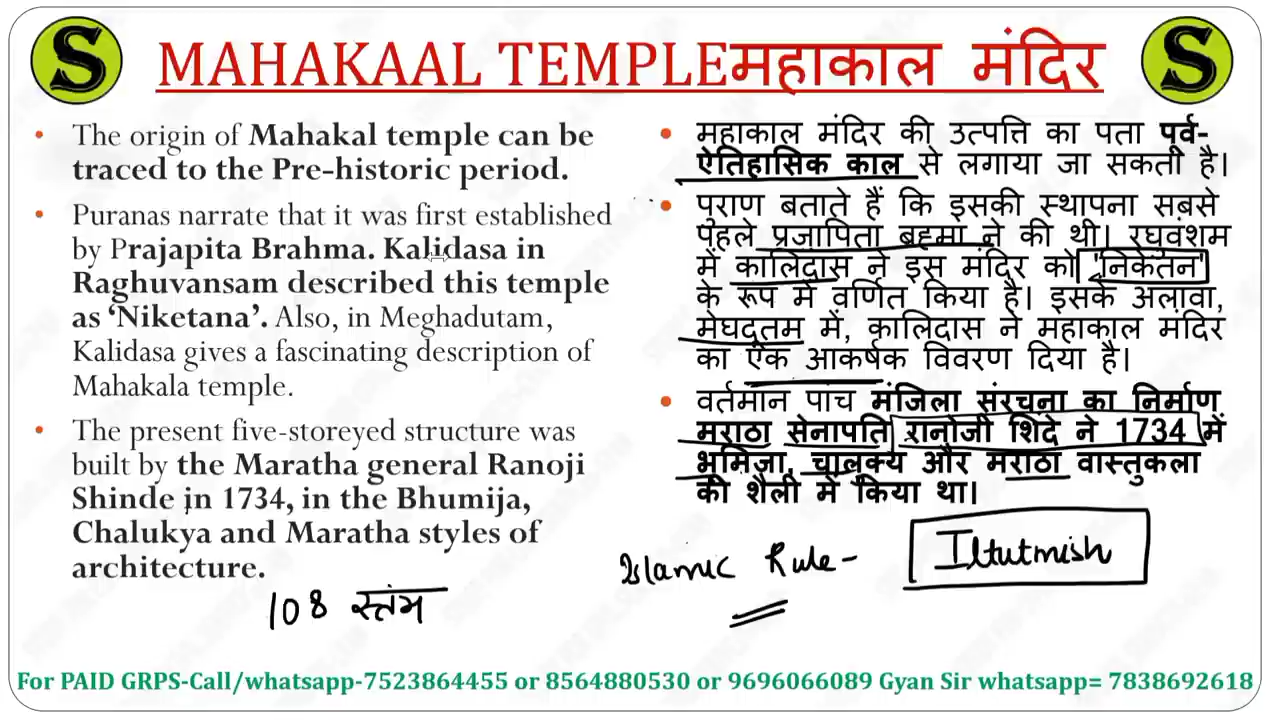 S
MAHAKAAL TEMPLEमहाकाल मंदिर
S
• The origin of Mahakal temple can be
traced to the Pre-historic period.
• Puranas narrate that it was first established
by Prajapita Brahma. Kalidasa in
Raghuvansam described this temple
as ‘Niketana’. Also, in Meghadutam,
Kalidasa gives a fascinating description of
Mahakala temple.
• The present five-storeyed structure was
built by the Maratha general Ranoji
Shinde in 1734, in the Bhumija,
Chalukya and Maratha styles of
architecture.
108 स्तंभ
• महाकाल मंदिर की उत्पत्ति का पता पूर्व-
ऐतिहासिक काल से लगाया जा सकता है।
• पुराण बताते हैं कि इसकी स्थापना सबसे
पहले प्रजापिता ब्रह्मा ने की थी। रघुवंशम
में कालिदास ने इस मंदिर को 'निकेतन'
के रूप में वर्णित किया है। इसके अलावा,
मेघदूतम में, कालिदास ने महाकाल मंदिर
का एक आकर्षक विवरण दिया है।
• वर्तमान पांच मंजिला संरचना का निर्माण
मराठा सेनापति रानोजी शिंदे ने 1734 में
भूमिजा, चालुक्य और मराठा वास्तुकला
की शैली में किया था।
Islamic Rule- Iltutmish
For PAID GRPS-Call/whatsapp-7523864455 or 8564880530 or 9696066089 Gyan Sir whatsapp= 7838692618